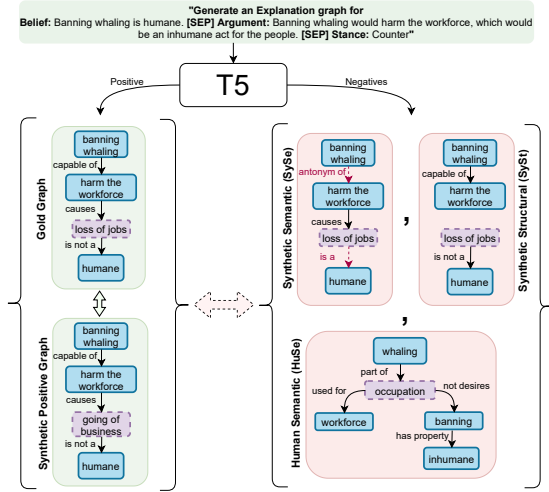 "Generate an Explanation graph for
Belief: Banning whaling is humane. [SEP] Argument: Banning whaling would harm the workforce, which would
be an inhumane act for the people. [SEP] Stance: Counter"
Positive
T5
Negatives
Gold Graph
banning
whaling
capable of
harm the
workforce
causes
loss of jobs
is not a
humane
Synthetic Positive Graph
banning
whaling
capable of
harm the
workforce
causes
going of
business
is not a
humane
Synthetic Semantic (SySe)
banning
whaling
antonym of
harm the
workforce
causes
loss of jobs
is a
humane
,
Synthetic Structural (SySt)
banning
whaling
capable of
harm the
workforce
loss of jobs
is not a
humane
,
Human Semantic (HuSe)
whaling
part of
used for
occupation
not desires
workforce
banning
has property
inhumane